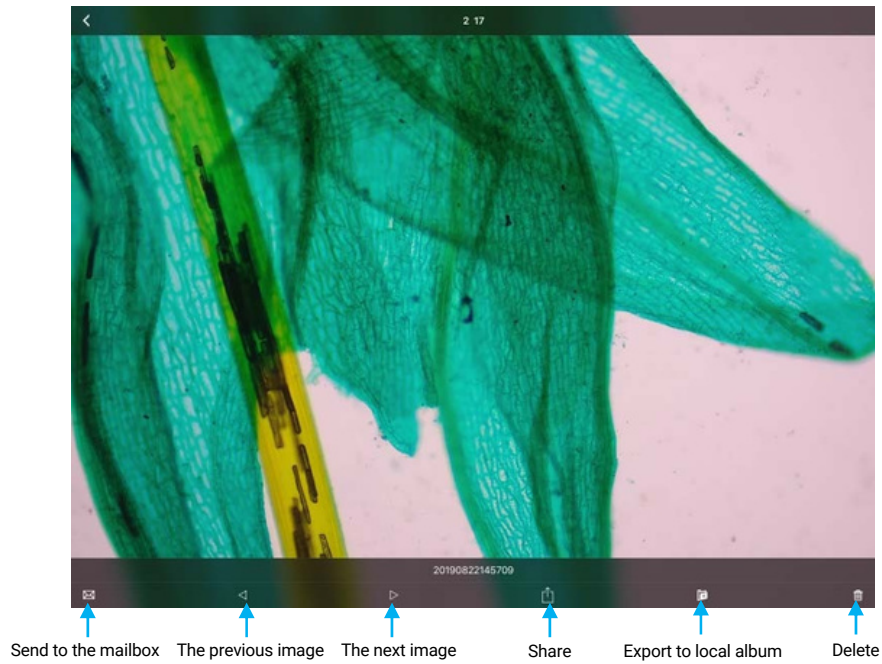 2 17
20190822145709
Send to the mailbox The previous image The next image Share Export to local album Delete